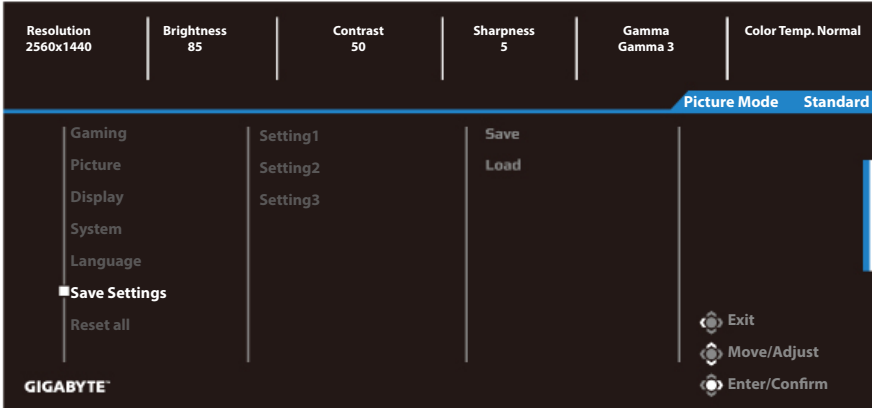 Resolution
2560x1440
Brightness
85
Contrast
50
Sharpness
5
Gamma
Gamma 3
Color Temp. Normal
Picture Mode Standard
Gaming
Picture
Display
System
Language
Save Settings
Reset all
Setting1
Setting2
Setting3
Save
Load
Exit
Move/Adjust
Enter/Confirm
GIGABYTE™